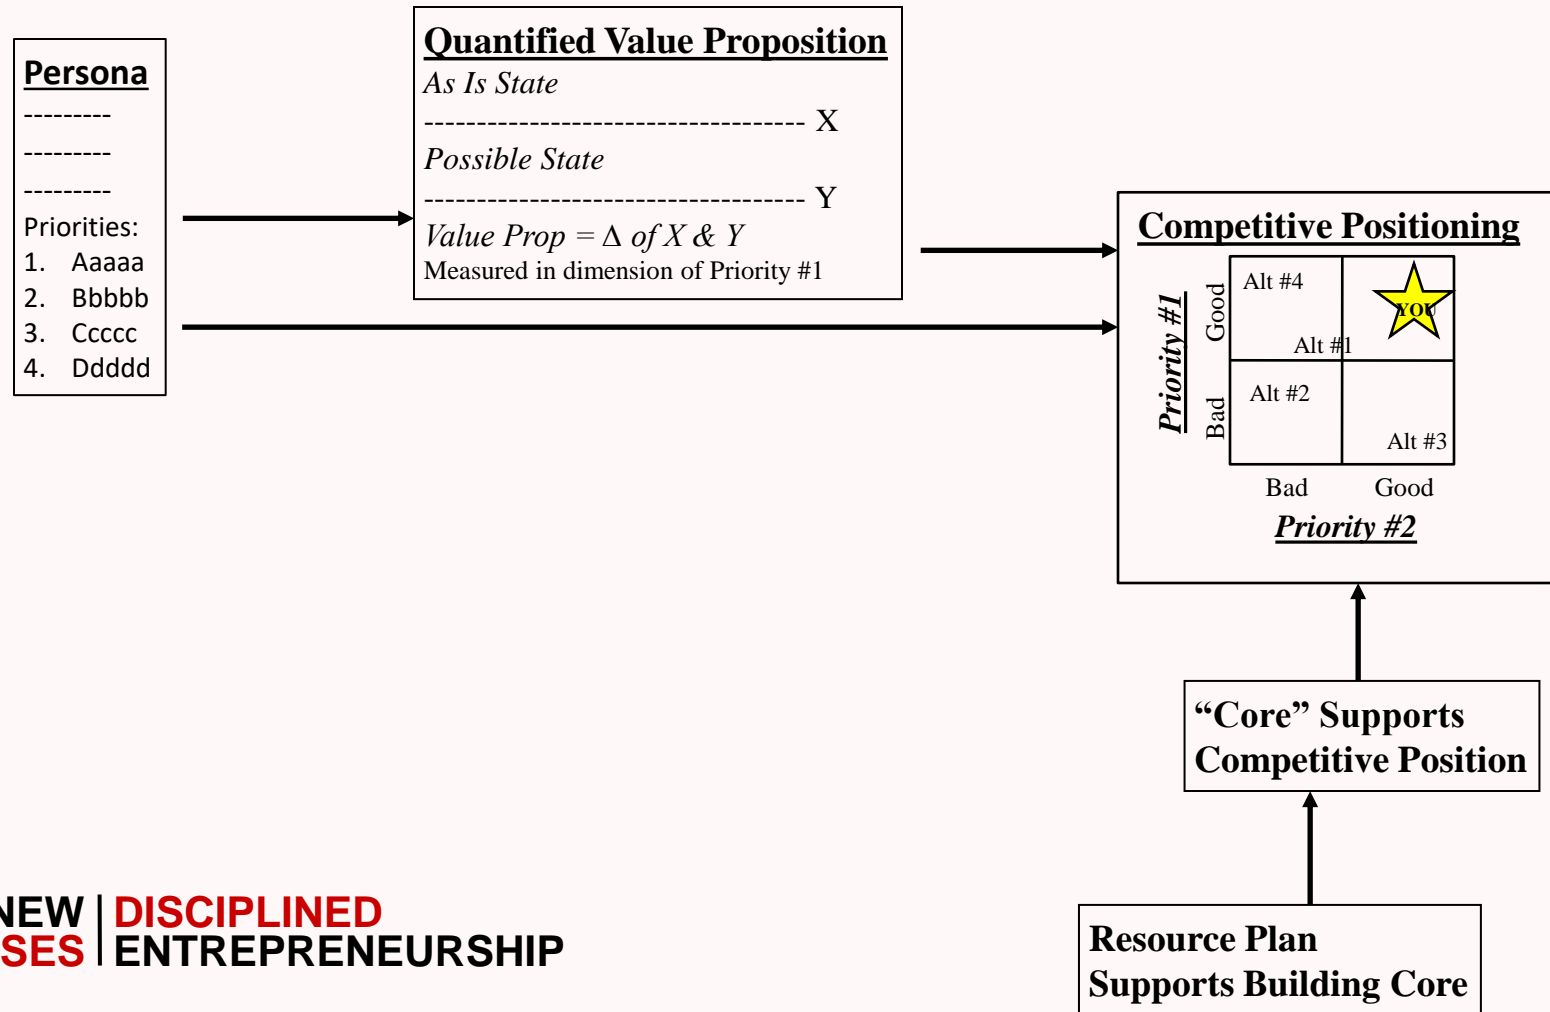 Persona
---------
---------
---------
Priorities:
1. Aaaaa
2. Bbbbb
3. Ccccc
4. Ddddd
Quantified Value Proposition
As Is State
------------------------------------ X
Possible State
------------------------------------ Y
Value Prop = Δ of X & Y
Measured in dimension of Priority #1
Competitive Positioning
Priority #1
Good
Bad
Alt #4
YOU
Alt #1
Alt #2
Alt #3
Bad Good
Priority #2
“Core” Supports
Competitive Position
Resource Plan
Supports Building Core
NEW DISCIPLINED
SES ENTREPRENEURSHIP